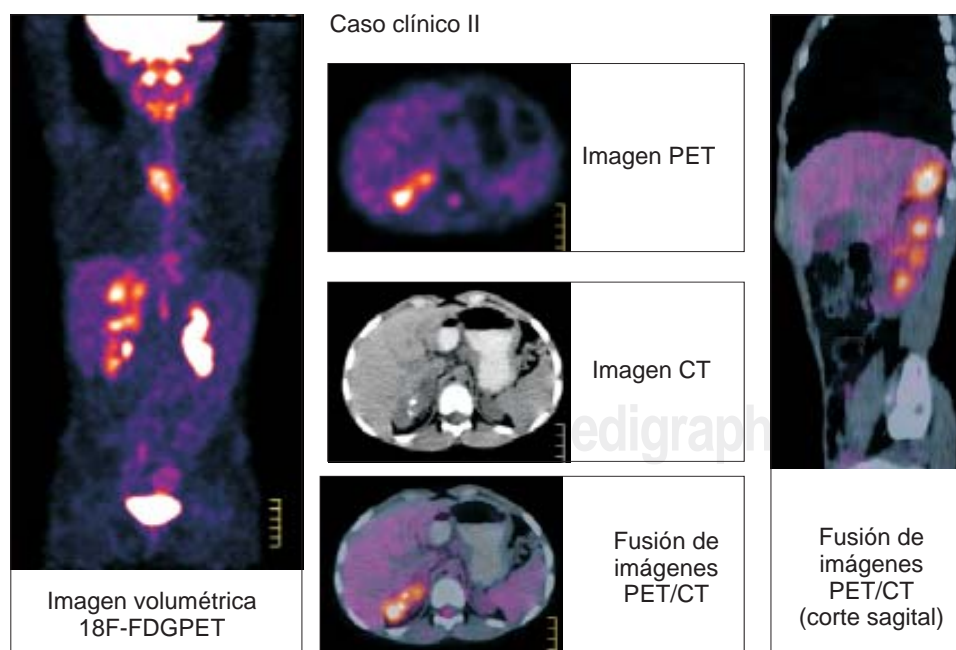 Caso clínico II
Imagen PET
Imagen CT
edigraph
Fusión de
imágenes
PET/CT
Imagen volumétrica
18F-FDGPET
Fusión de
imágenes
PET/CT
(corte sagital)